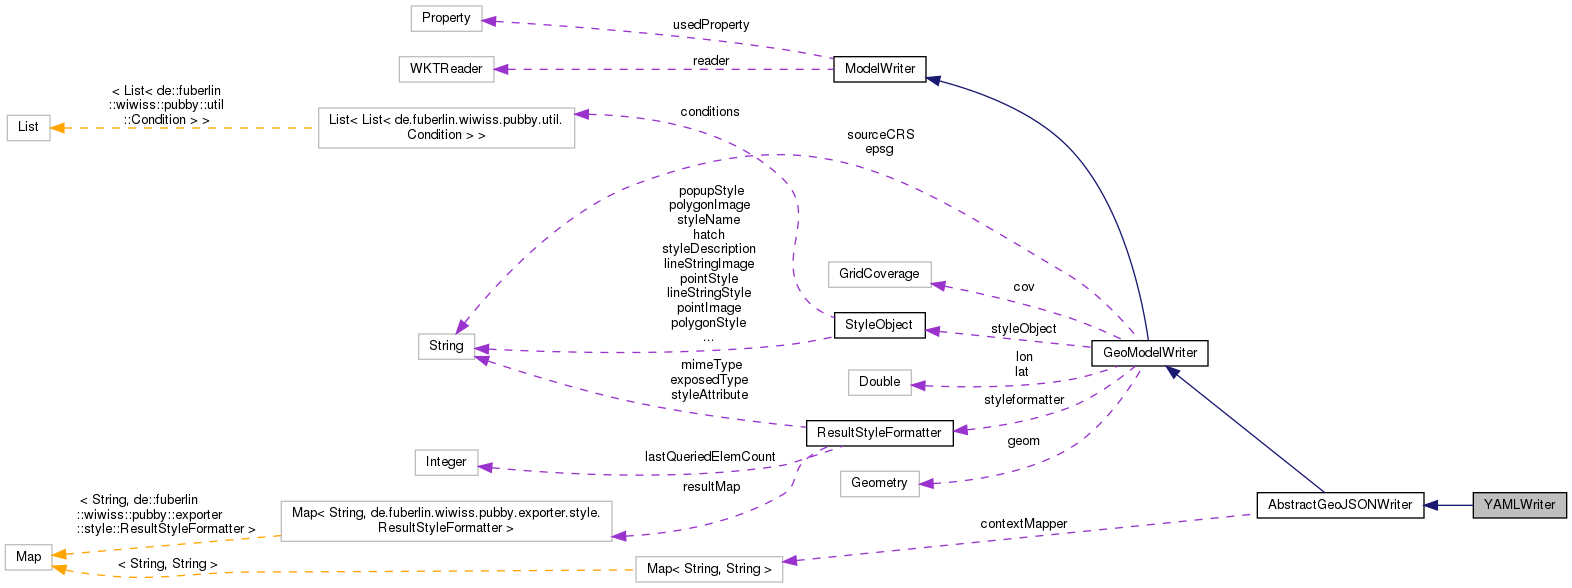 Property
usedProperty
WKTReader
reader
ModelWriter
< List< de::fuberlin
::wiwiss::pubby::util
::Condition > >
List
List< List< de.fuberlin.wiwiss.pubby.util.
Condition > >
conditions
sourceCRS
epsg
popupStyle
polygonImage
styleName
hatch
styleDescription
lineStringImage
pointStyle
lineStringStyle
pointImage
polygonStyle
...
GridCoverage
cov
StyleObject
styleObject
String
GeoModelWriter
lon
lat
Double
mimeType
exposedType
styleAttribute
styleformatter
ResultStyleFormatter
geom
Integer
lastQueriedElemCount
Geometry
resultMap
< String, de::fuberlin
::wiwiss::pubby::exporter
::style::ResultStyleFormatter >
Map< String, de.fuberlin.wiwiss.pubby.exporter.style.
ResultStyleFormatter >
AbstractGeoJSONWriter
YAMLWriter
contextMapper
Map
< String, String >
Map< String, String >